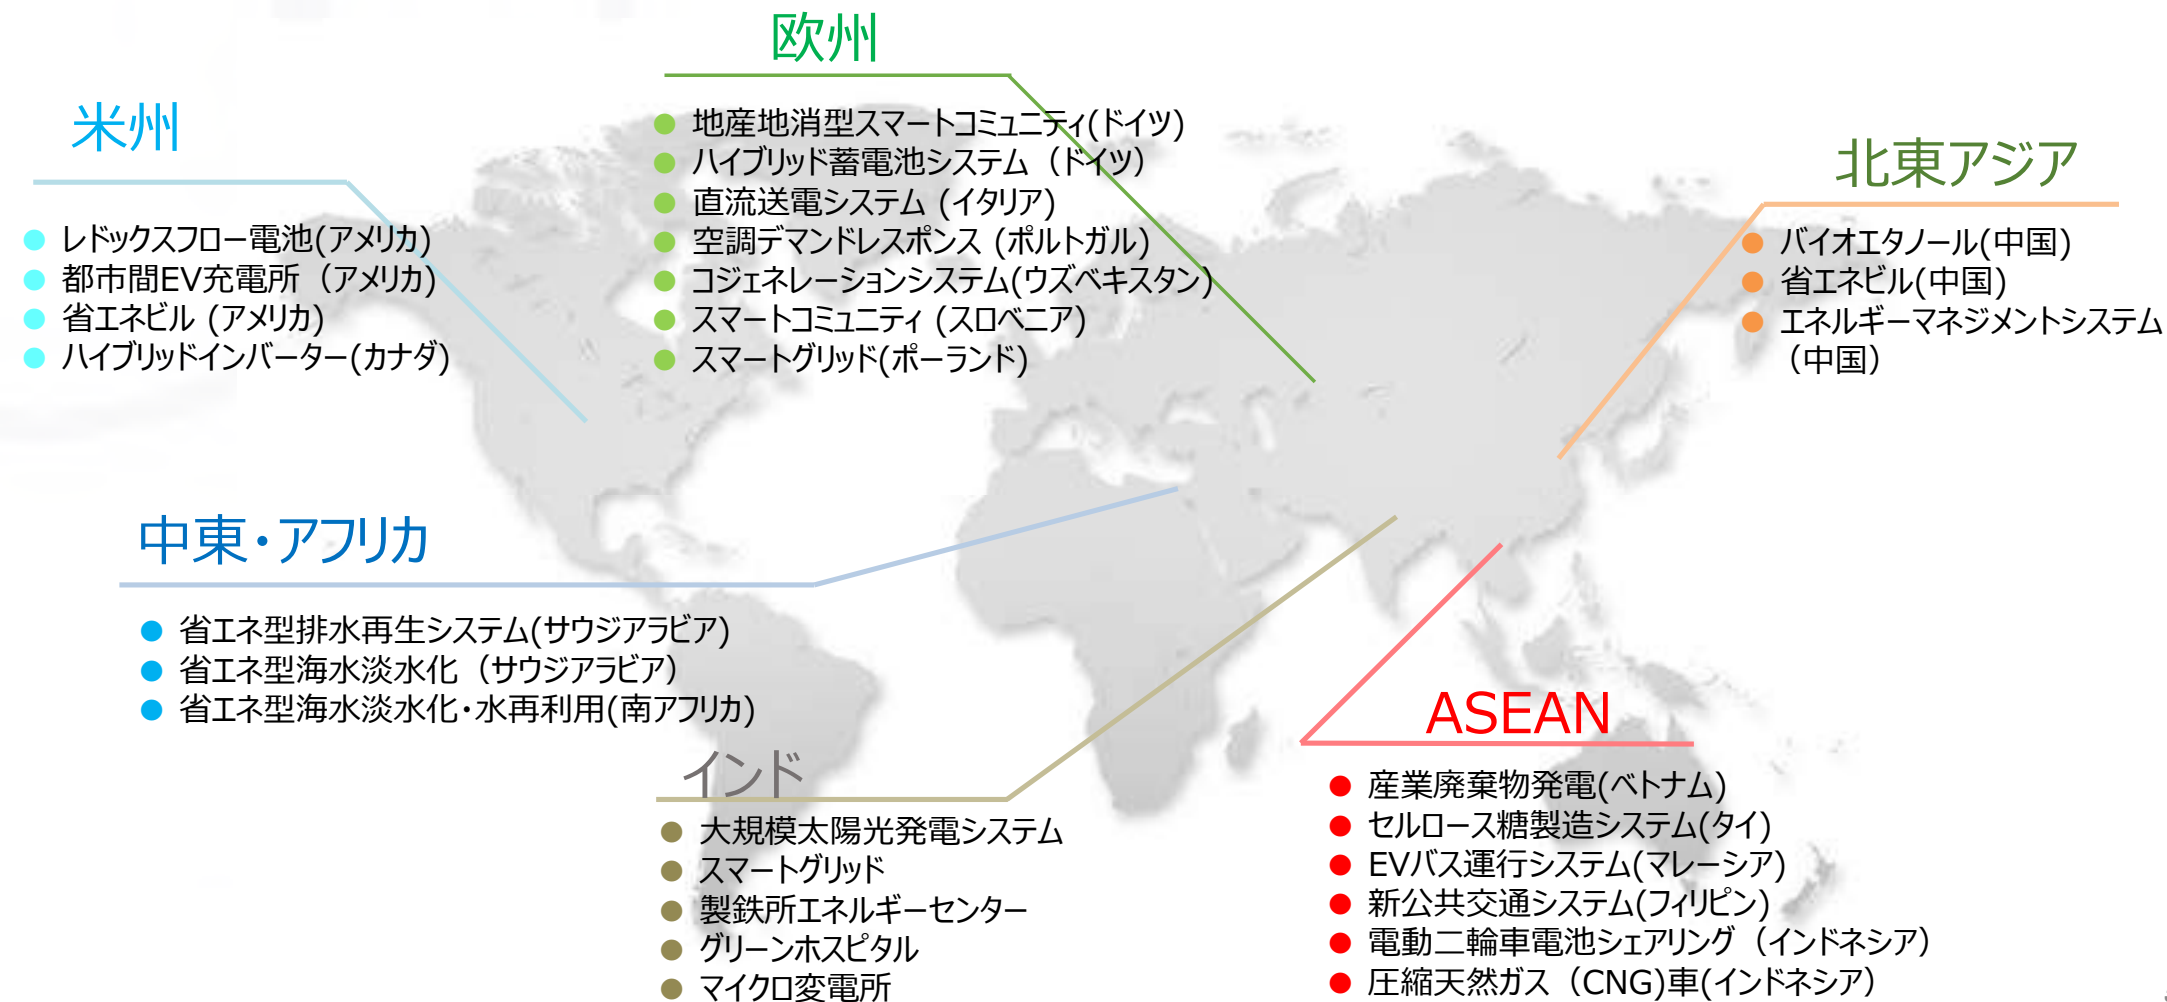 欧州
地産地消型スマートコミュニティ(ドイツ)
ハイブリッド蓄電池システム（ドイツ）
直流送電システム (イタリア)
空調デマンドレスポンス (ポルトガル)
コジェネレーションシステム(ウズベキスタン)
スマートコミュニティ (スロベニア)
スマートグリッド(ポーランド)
米州
レドックスフロー電池(アメリカ)
都市間EV充電所（アメリカ)
省エネビル (アメリカ)
ハイブリッドインバーター(カナダ)
北東アジア
バイオエタノール(中国)
省エネビル(中国)
エネルギーマネジメントシステム
（中国）
中東・アフリカ
省エネ型排水再生システム(サウジアラビア)
省エネ型海水淡水化（サウジアラビア)
省エネ型海水淡水化・水再利用(南アフリカ)
インド
大規模太陽光発電システム
スマートグリッド
製鉄所エネルギーセンター
グリーンホスピタル
マイクロ変電所
ASEAN
産業廃棄物発電(ベトナム)
セルロース糖製造システム(タイ)
EVバス運行システム(マレーシア)
新公共交通システム(フィリピン)
電動二輪車電池シェアリング（インドネシア）
圧縮天然ガス（CNG)車(インドネシア）